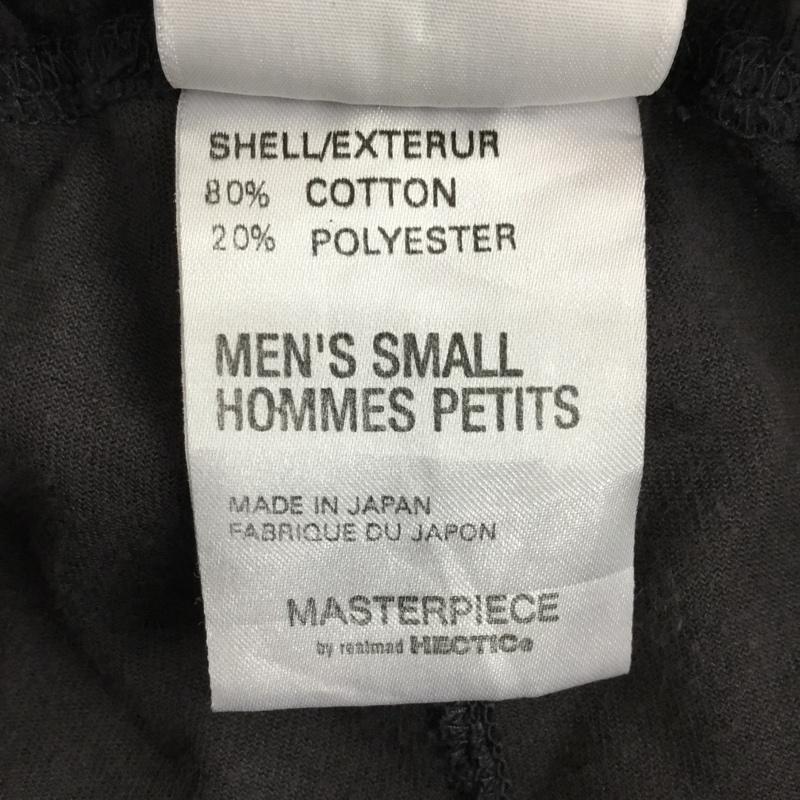 SHELL/EXTERUR
80% COTTON
20% POLYESTER
MEN'S SMALL
HOMMES PETITS
MADE IN JAPAN
FABRIQUE DU JAPON
MASTERPIECE
by realmad HECTIC®